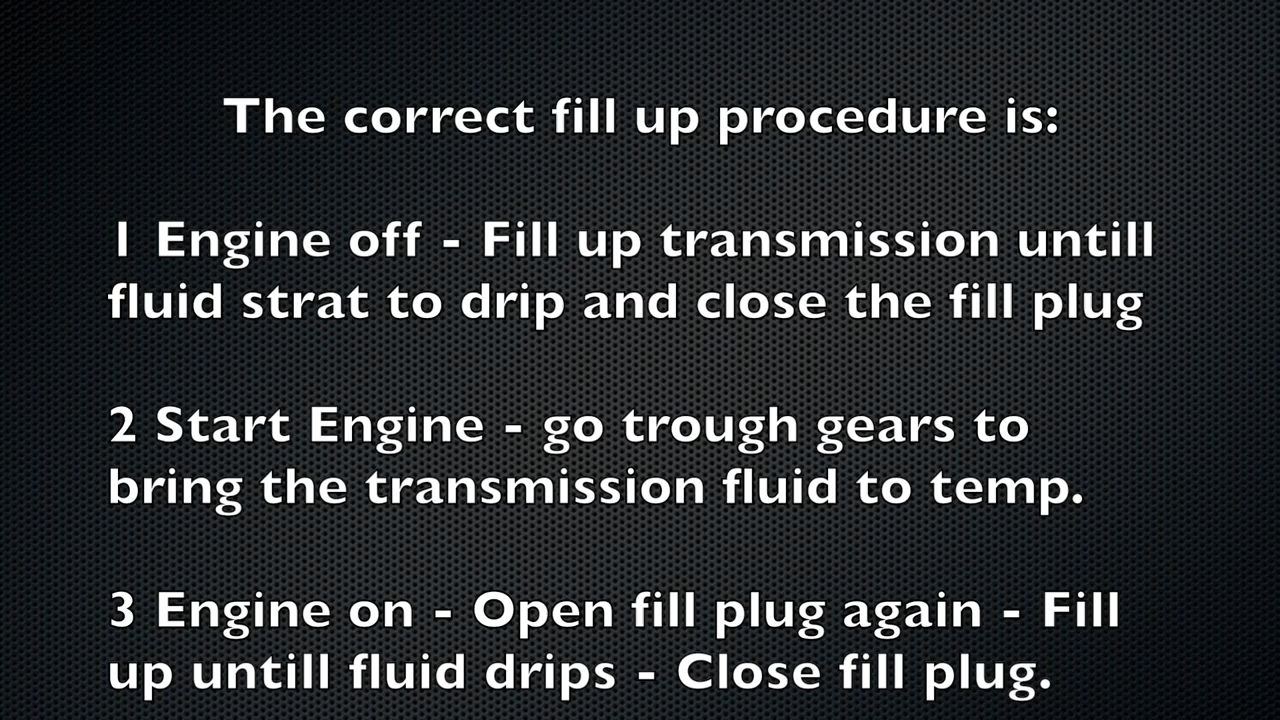 The correct fill up procedure is:
1 Engine off - Fill up transmission untill
fluid strat to drip and close the fill plug
2 Start Engine - go trough gears to
bring the transmission fluid to temp.
3 Engine on - Open fill plug again - Fill
up untill fluid drips - Close fill plug.